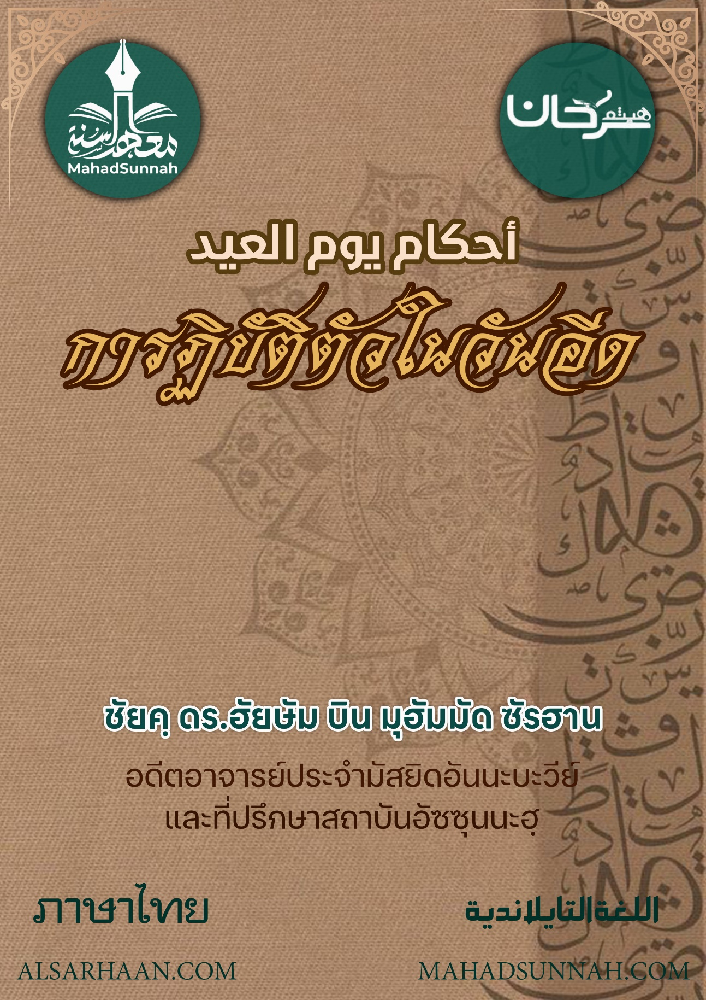 معهد السنة
MahadSunnah
هيثم سرحان
أحكام يوم العيد
การฏิบัติตัวในวันอีด
ชัยคฺ ดร.ฮัยษัม บิน มุฮัมมัด ซัรฮาน
อดีตอาจารย์ประจำมัสยิดอันนะบะวีย์
และที่ปรึกษาสถาบันอัซซุนนะฮฺ
ภาษาไทย
اللغة التايلاندية
ALSARHAAN.COM
MAHADSUNNAH.COM